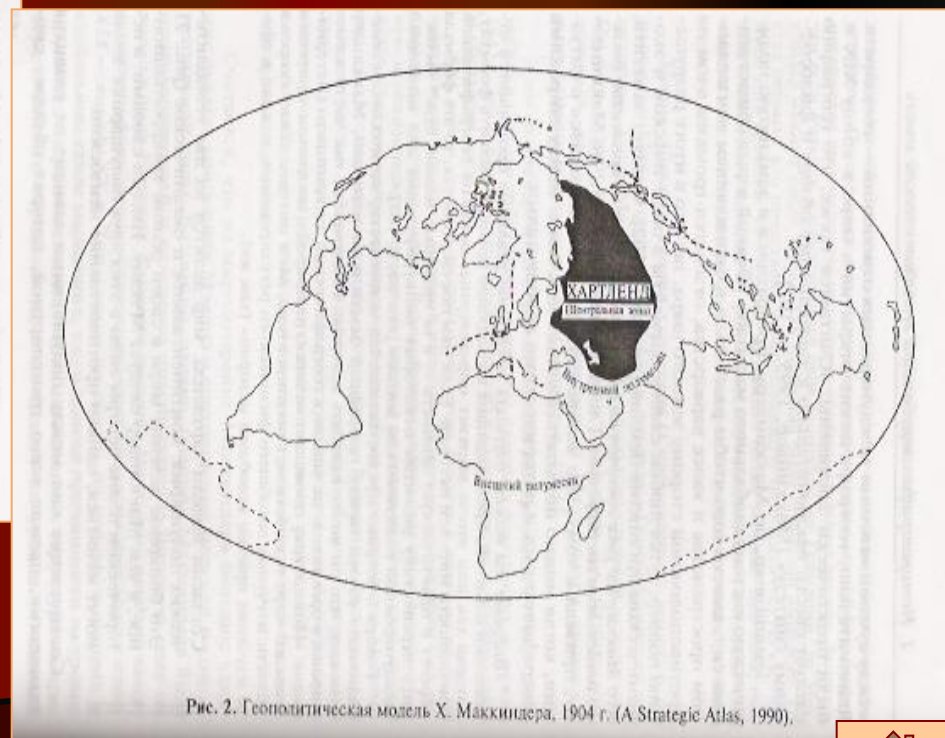 ХАРТЛЕНД
(Центральная зона)
Внутренний полумесяц
Внешний полумесяц
Рис. 2. Геополитическая модель Х. Маккиндера, 1904 г. (A Strategic Atlas, 1990).